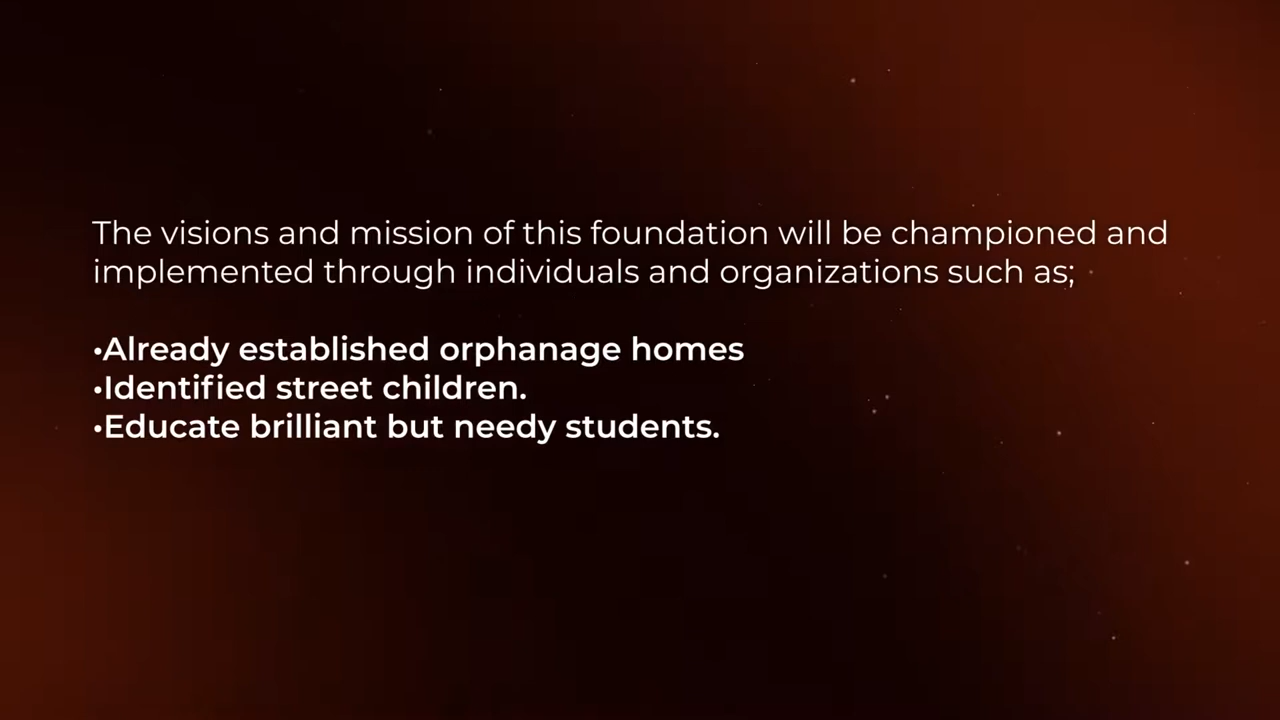 The visions and mission of this foundation will be championed and
implemented through individuals and organizations such as;
•Already established orphanage homes
•Identified street children.
•Educate brilliant but needy students.